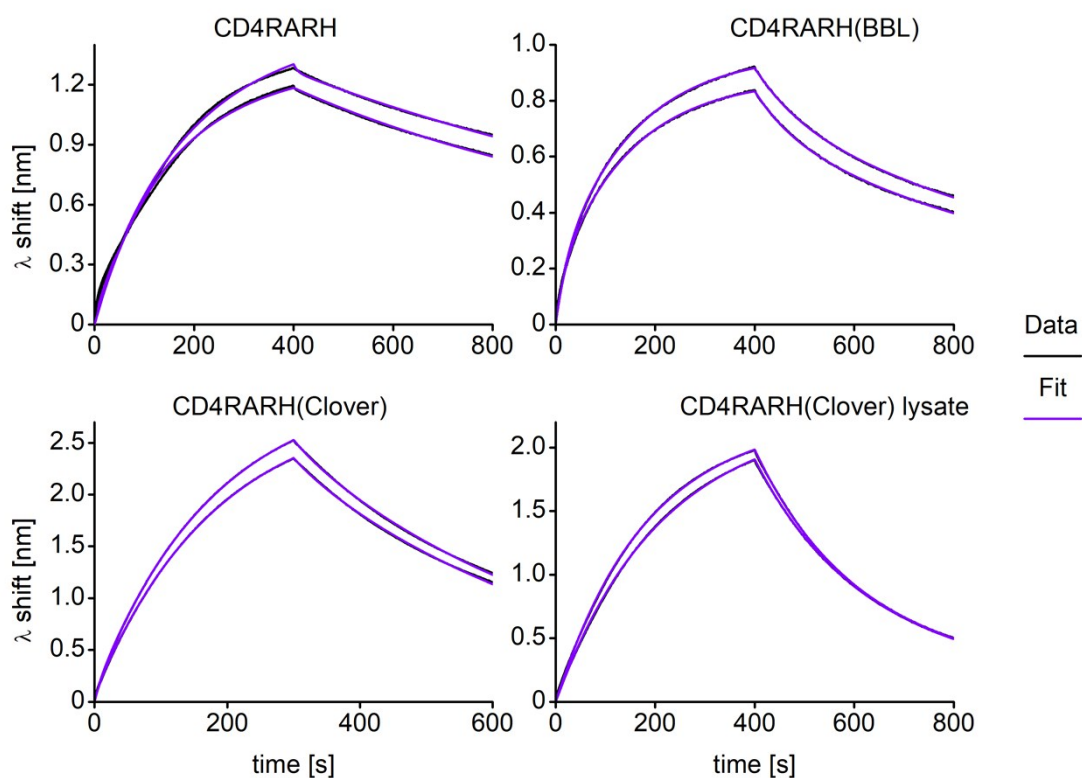 CD4RARH
CD4RARH(BBL)
λ shift [nm]
1.2
0.9
0.6
0.3
0
0 200 400 600 800
1.0
0.8
0.6
0.4
0.2
0
0 200 400 600 800
Data
Fit
CD4RARH(Clover)
CD4RARH(Clover) lysate
λ shift [nm]
2.5
2.0
1.5
1.0
0.5
0
0 200 400 600
time [s]
2.0
1.5
1.0
0.5
0
0 200 400 600 800
time [s]